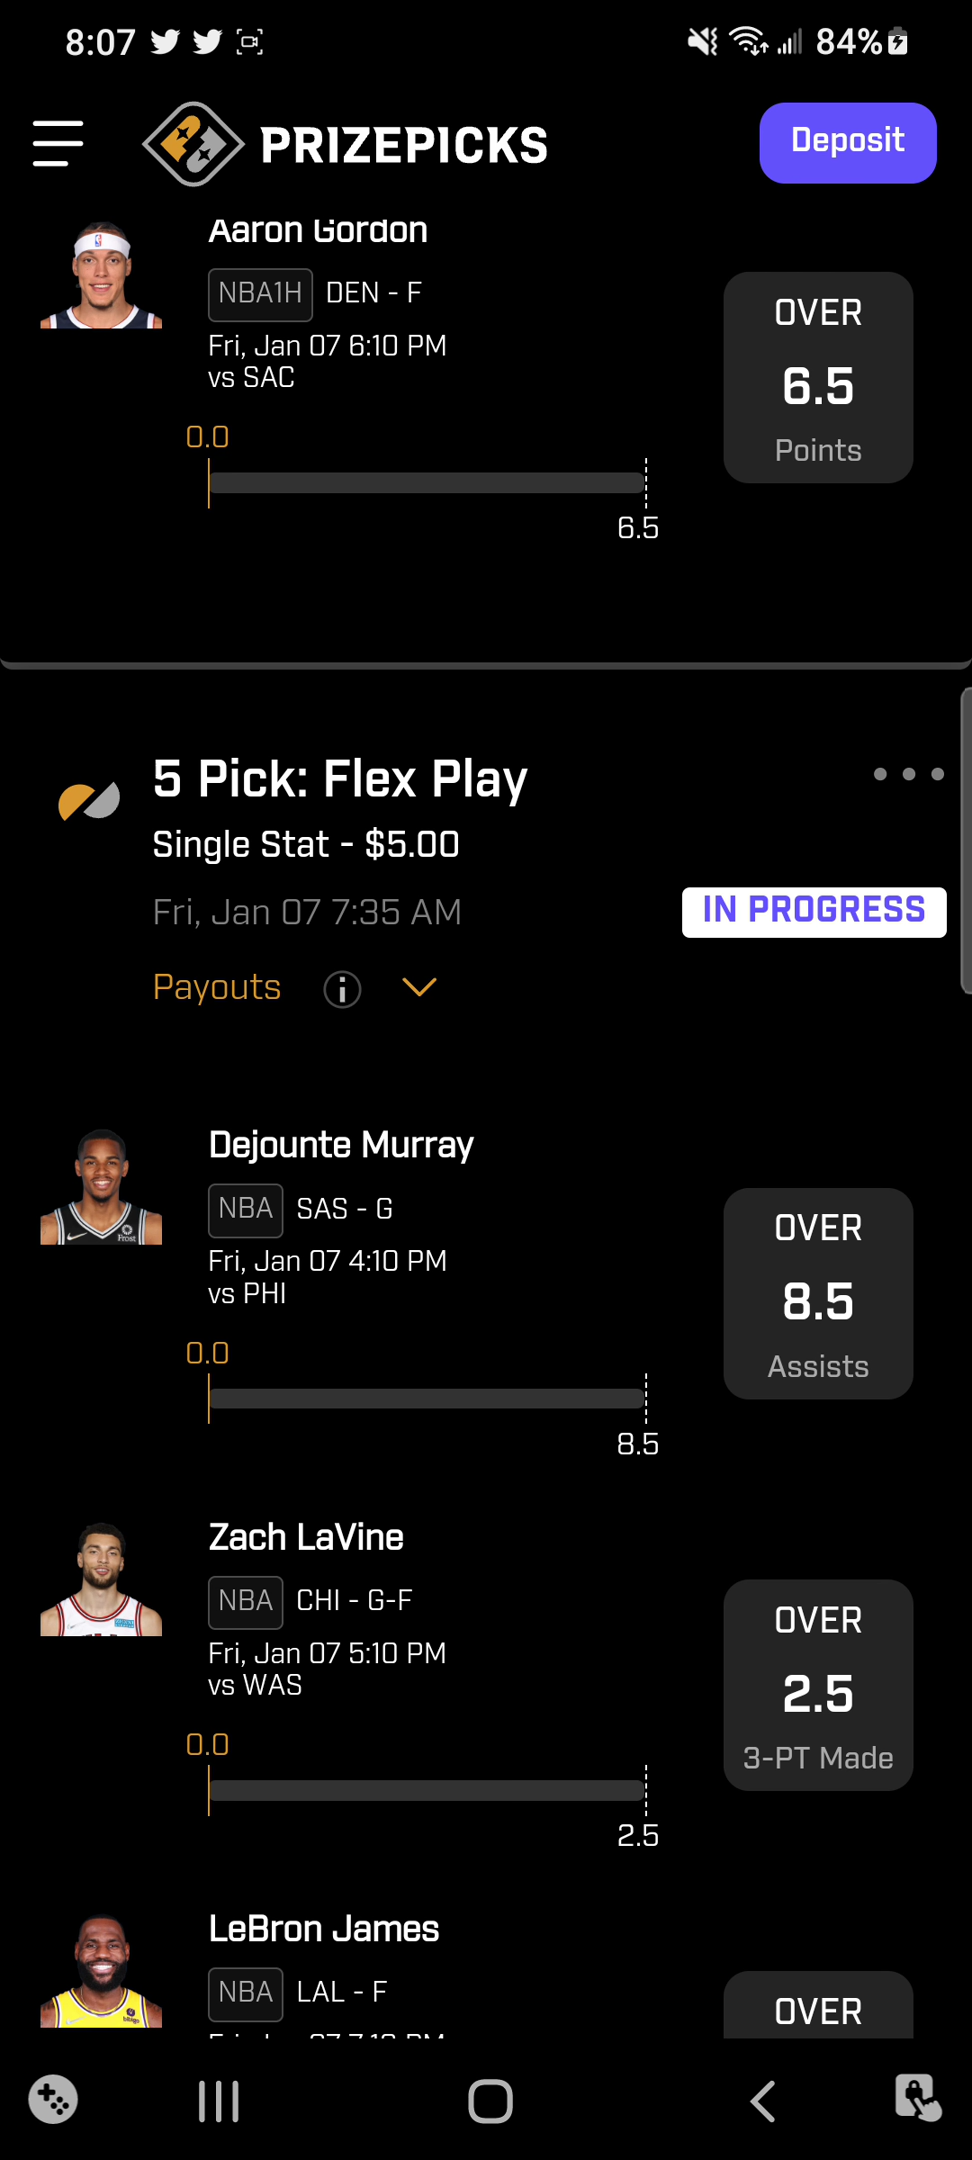 8:07 84%
PRIZEPICKS Deposit
Aaron Gordon
NBA1H DEN - F
Fri, Jan 07 6:10 PM
vs SAC
OVER
6.5
Points
0.0
6.5
5 Pick: Flex Play
Single Stat - $5.00
Fri, Jan 07 7:35 AM
IN PROGRESS
Payouts i
Dejounte Murray
NBA SAS - G
Fri, Jan 07 4:10 PM
vs PHI
OVER
8.5
Assists
0.0
8.5
Zach LaVine
NBA CHI - G-F
Fri, Jan 07 5:10 PM
vs WAS
OVER
2.5
3-PT Made
0.0
2.5
LeBron James
NBA LAL - F
OVER